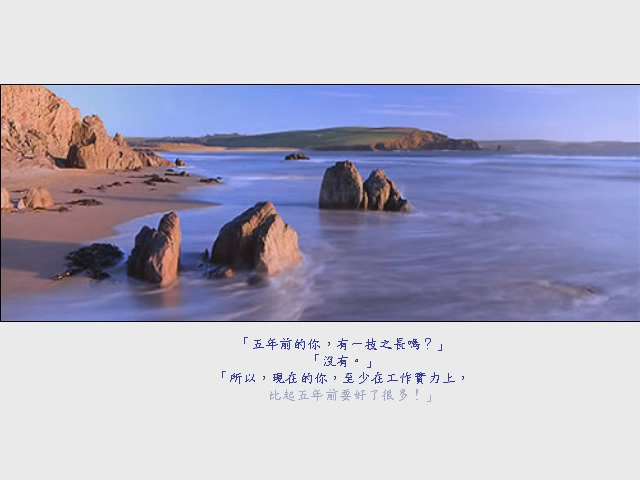 「五年前的你，有一技之長嗎？」
「沒有。」
「所以，現在的你，至少在工作實力上，
比起五年前要好了很多！」